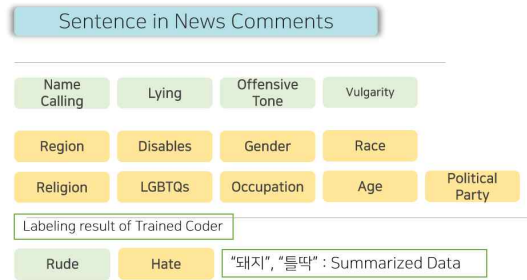 Sentence in News Comments
Name
Calling
Lying
Offensive
Tone
Vulgarity
Region
Disables
Gender
Race
Religion
LGBTQs
Occupation
Age
Political
Party
Labeling result of Trained Coder
Rude
Hate
"돼지", "틀딱" : Summarized Data